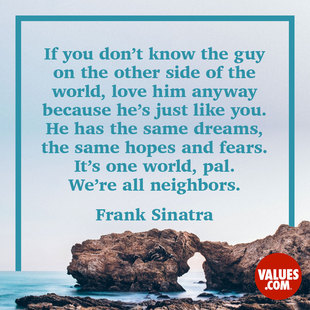 If you don't know the guy
on the other side of the
world, love him anyway
because he's just like you.
He has the same dreams,
the same hopes and fears.
It's one world, pal.
We're all neighbors.
Frank Sinatra
VALUES
.COM